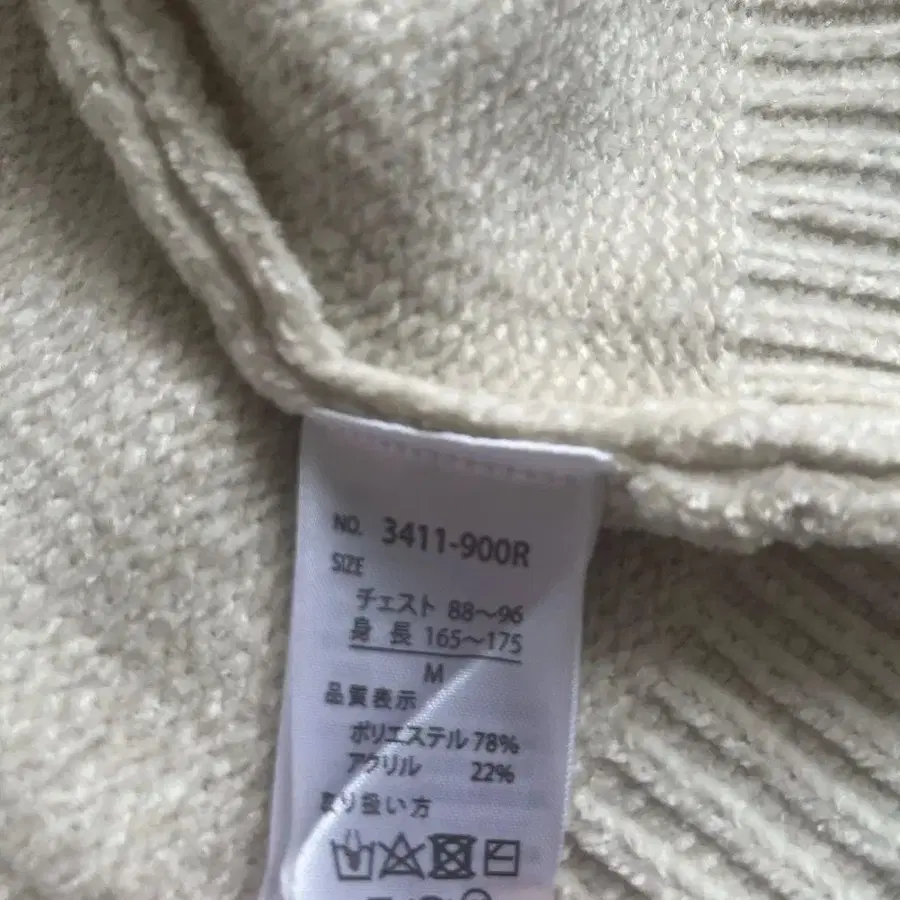 NO. 3411-900R
SIZE
チェスト 88～96
身長 165～175
M
品質表示
ポリエステル 78%
アクリル 22%
取り扱い方